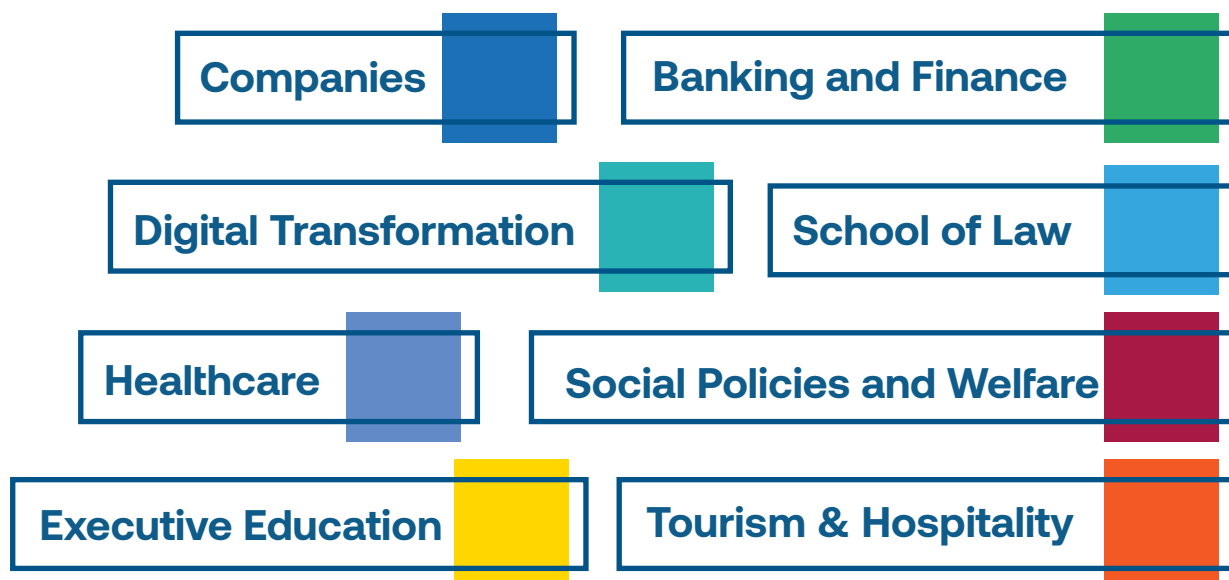 Companies
Banking and Finance
Digital Transformation
School of Law
Healthcare
Social Policies and Welfare
Executive Education
Tourism & Hospitality